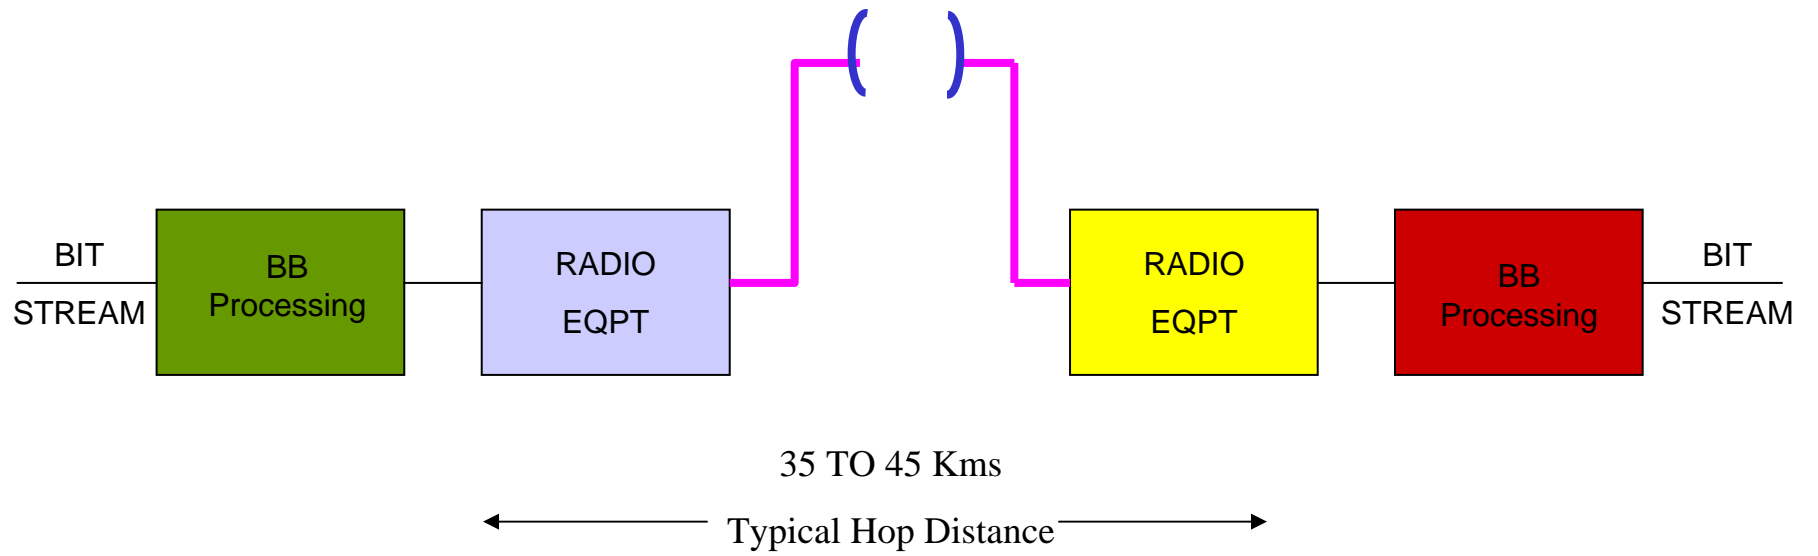 BIT
STREAM
BB
Processing
RADIO
EQPT
RADIO
EQPT
BB
Processing
BIT
STREAM
35 TO 45 Kms
Typical Hop Distance